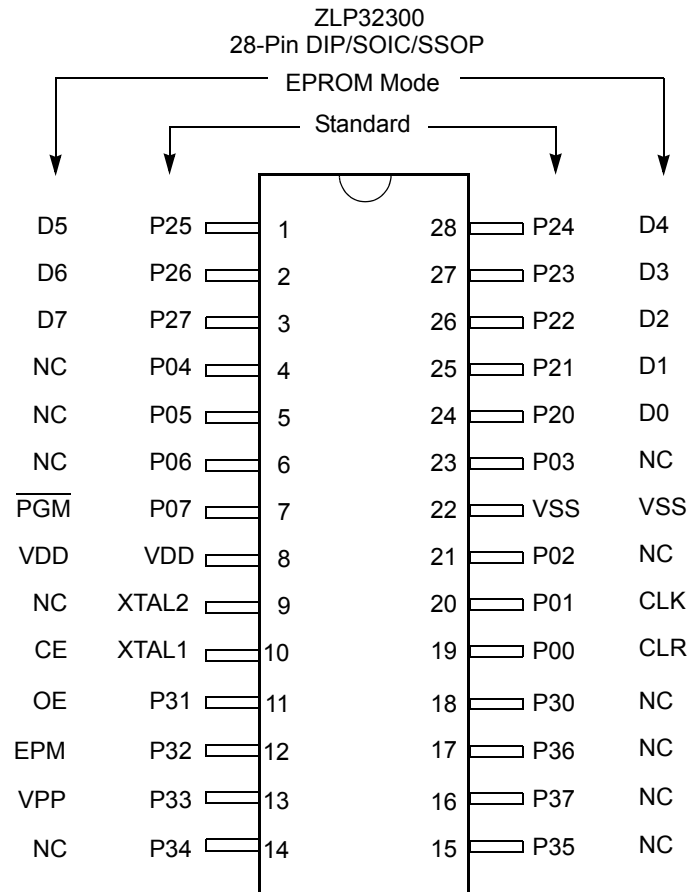 ZLP32300
28-Pin DIP/SOIC/SSOP
EPROM Mode
Standard
D5 P25 1 28 P24 D4
D6 P26 2 27 P23 D3
D7 P27 3 26 P22 D2
NC P04 4 25 P21 D1
NC P05 5 24 P20 D0
NC P06 6 23 P03 NC
PGM P07 7 22 VSS VSS
VDD VDD 8 21 P02 NC
NC XTAL2 9 20 P01 CLK
CE XTAL1 10 19 P00 CLR
OE P31 11 18 P30 NC
EPM P32 12 17 P36 NC
VPP P33 13 16 P37 NC
NC P34 14 15 P35 NC